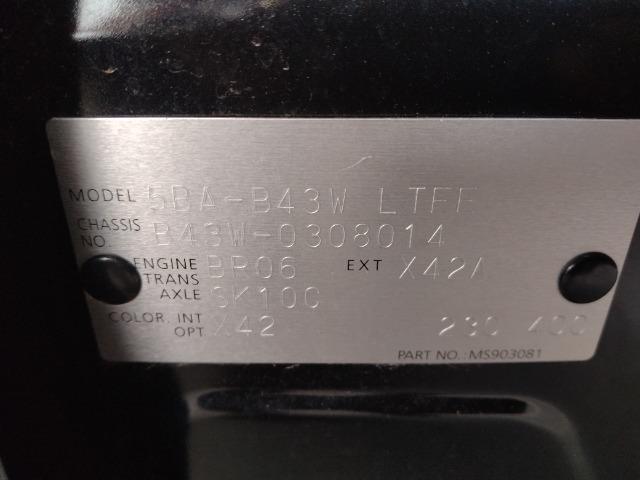 MODEL 5BA-B43W LTFF
CHASSIS NO. B43W-0308014
ENGINE BR06 EXT X42A
TRANS AXLE SK10C
COLOR, INT OPT. X42 230 400
PART NO.: MS903081